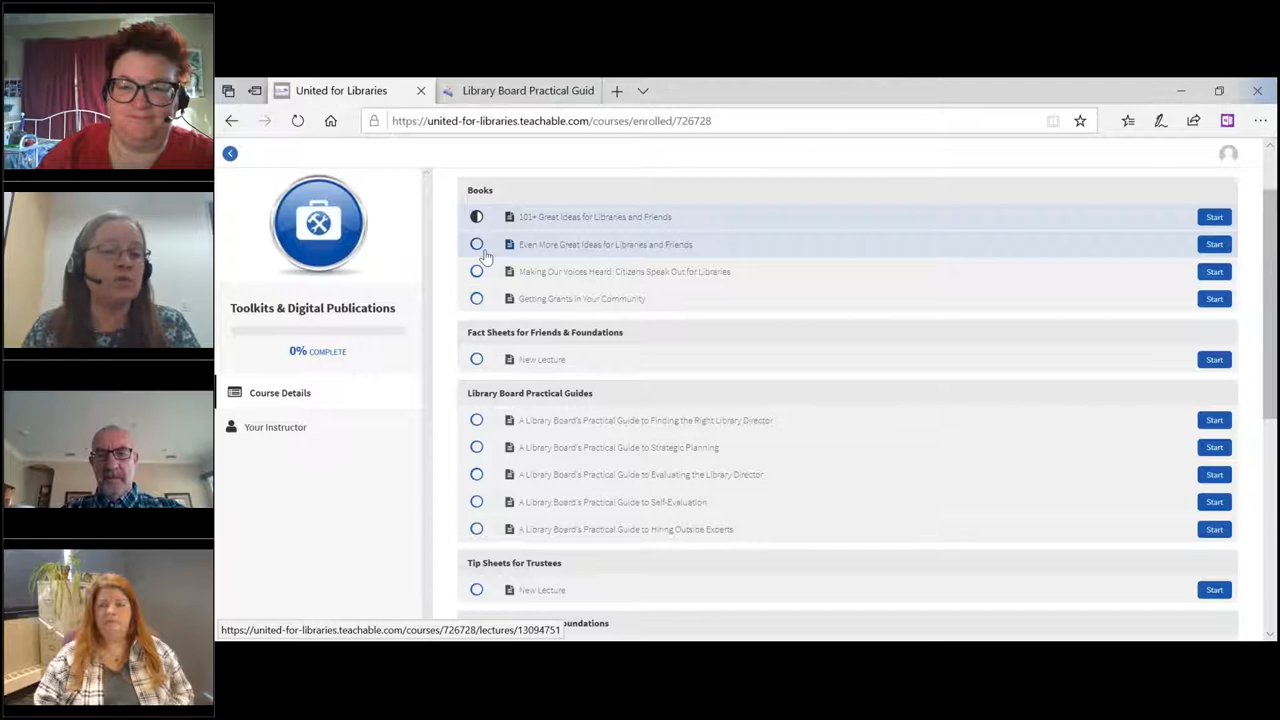 United for Libraries
Library Board Practical Guid
https://united-for-libraries.teachable.com/courses/enrolled/726728
Toolkits & Digital Publications
0% COMPLETE
Course Details
Your Instructor
Books
101+ Great Ideas for Libraries and Friends
Start
Even More Great Ideas for Libraries and Friends
Start
Making Our Voices Heard: Citizens Speak Out for Libraries
Start
Getting Grants in Your Community
Start
Fact Sheets for Friends & Foundations
New Lecture
Start
Library Board Practical Guides
A Library Board's Practical Guide to Finding the Right Library Director
Start
A Library Board's Practical Guide to Strategic Planning
Start
A Library Board's Practical Guide to Evaluating the Library Director
Start
A Library Board's Practical Guide to Self-Evaluation
Start
A Library Board's Practical Guide to Hiring Outside Experts
Start
Tip Sheets for Trustees
New Lecture
Start
oundations
https://united-for-libraries.teachable.com/courses/726728/lectures/13094751